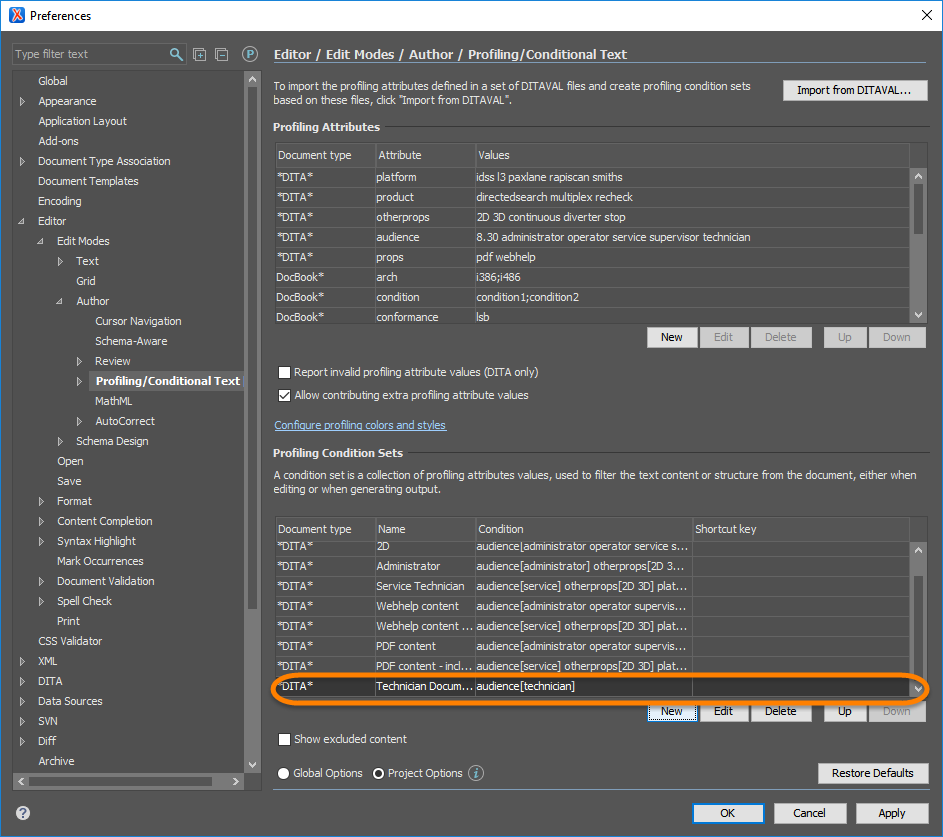 Preferences
Type filter text
P
Global
Appearance
Application Layout
Add-ons
Document Type Association
Document Templates
Encoding
Editor
Edit Modes
Text
Grid
Author
Cursor Navigation
Schema-Aware
Review
Profiling/Conditional Text
MathML
AutoCorrect
Schema Design
Open
Save
Format
Content Completion
Syntax Highlight
Mark Occurrences
Document Validation
Spell Check
Print
CSS Validator
XML
DITA
Data Sources
SVN
Diff
Archive
Editor / Edit Modes / Author / Profiling/Conditional Text
To import the profiling attributes defined in a set of DITAVAL files and create profiling condition sets
based on these files, click "Import from DITAVAL".
Import from DITAVAL...
Profiling Attributes
Document type Attribute Values
*DITA* platform idss l3 paxlane rapiscan smiths
*DITA* product directedsearch multiplex recheck
*DITA* otherprops 2D 3D continuous diverter stop
*DITA* audience 8.30 administrator operator service supervisor technician
*DITA* props pdf webhelp
DocBook* arch i386;i486
DocBook* condition condition1;condition2
DocBook* conformance lsb
New Edit Delete Up Down
Report invalid profiling attribute values (DITA only)
Allow contributing extra profiling attribute values
Configure profiling colors and styles
Profiling Condition Sets
A condition set is a collection of profiling attributes values, used to filter the text content or structure from the document, either when
editing or when generating output.
Document type Name Condition Shortcut key
*DITA* 2D audience[administrator operator service s...
*DITA* Administrator audience[administrator] otherprops[2D 3...
*DITA* Service Technician audience[service] otherprops[2D 3D] plat...
*DITA* Webhelp content audience[administrator operator supervis...
*DITA* Webhelp content ... audience[service] otherprops[2D 3D] plat...
*DITA* PDF content audience[administrator operator supervis...
*DITA* PDF content - incl... audience[service] otherprops[2D 3D] plat...
*DITA* Technician Docum... audience[technician]
New Edit Delete Up Down
Show excluded content
Global Options Project Options i
Restore Defaults
? OK Cancel Apply